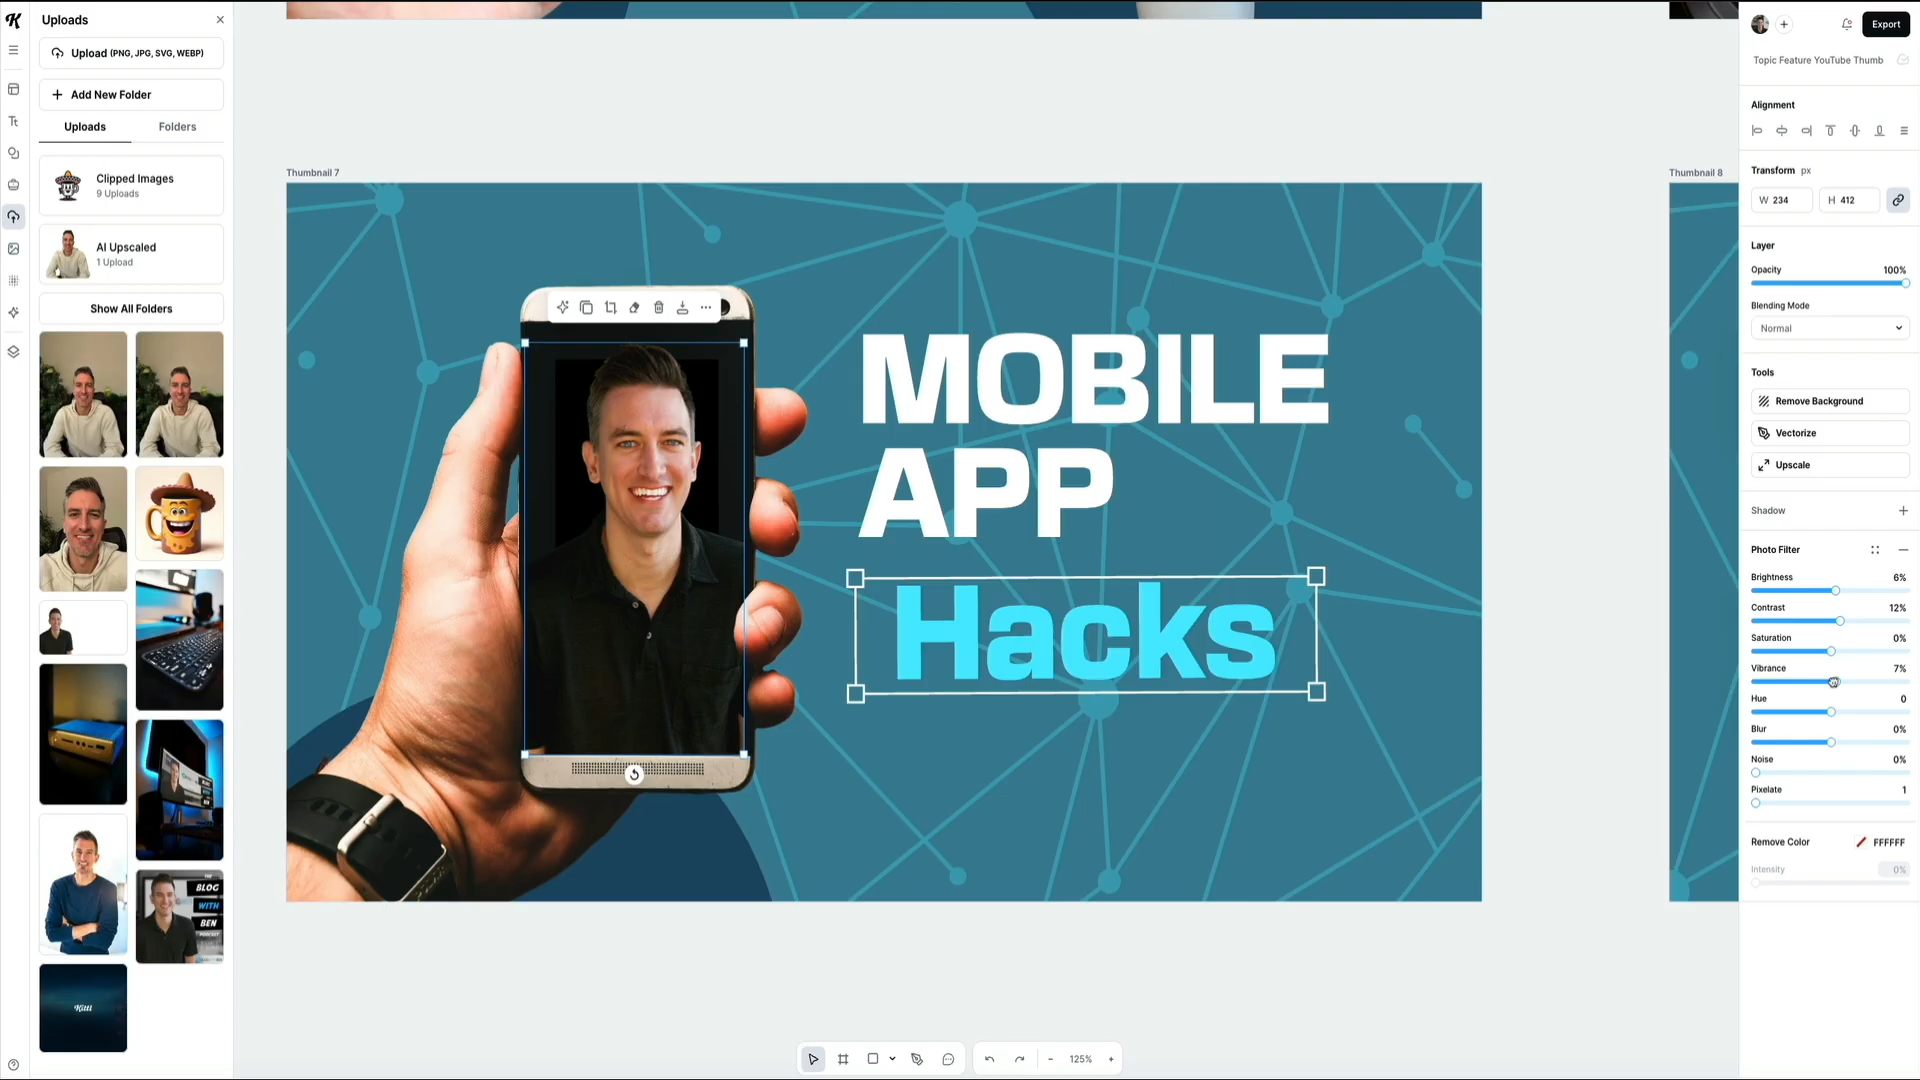 Uploads
Upload (PNG, JPG, SVG, WEBP)
Add New Folder
Uploads
Folders
Clipped Images
9 Uploads
AI Upscaled
1 Upload
Show All Folders
BLOG
WITH
BEN
PODCAST
Kittl
Thumbnail 7
Thumbnail 8
MOBILE
APP
Hacks
125%
Export
Topic Feature YouTube Thumb
Alignment
Transform px
W 234
H 412
Layer
Opacity 100%
Blending Mode
Normal
Tools
Remove Background
Vectorize
Upscale
Shadow
Photo Filter
Brightness 6%
Contrast 12%
Saturation 0%
Vibrance 7%
Hue 0
Blur 0%
Noise 0%
Pixelate 1
Remove Color FFFFFF
Intensity 0%